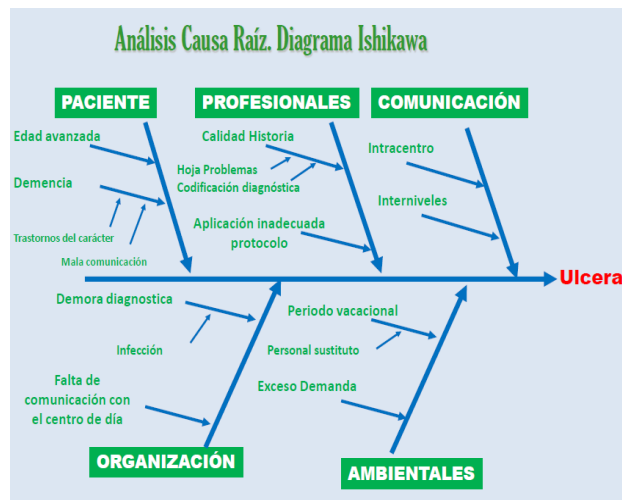 Análisis Causa Raíz. Diagrama Ishikawa
PACIENTE
PROFESIONALES
COMUNICACIÓN
Edad avanzada
Demencia
Trastornos del carácter
Mala comunicación
Calidad Historia
Hoja Problemas
Codificación diagnóstica
Aplicación inadecuada
protocolo
Intracentro
Interniveles
Ulcera
Demora diagnostica
Infección
Falta de
comunicación con
el centro de día
Periodo vacacional
Personal sustituto
Exceso Demanda
ORGANIZACIÓN
AMBIENTALES